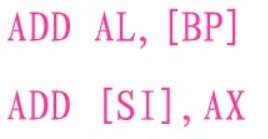 ADD AL, [BP]
ADD [SI], AX